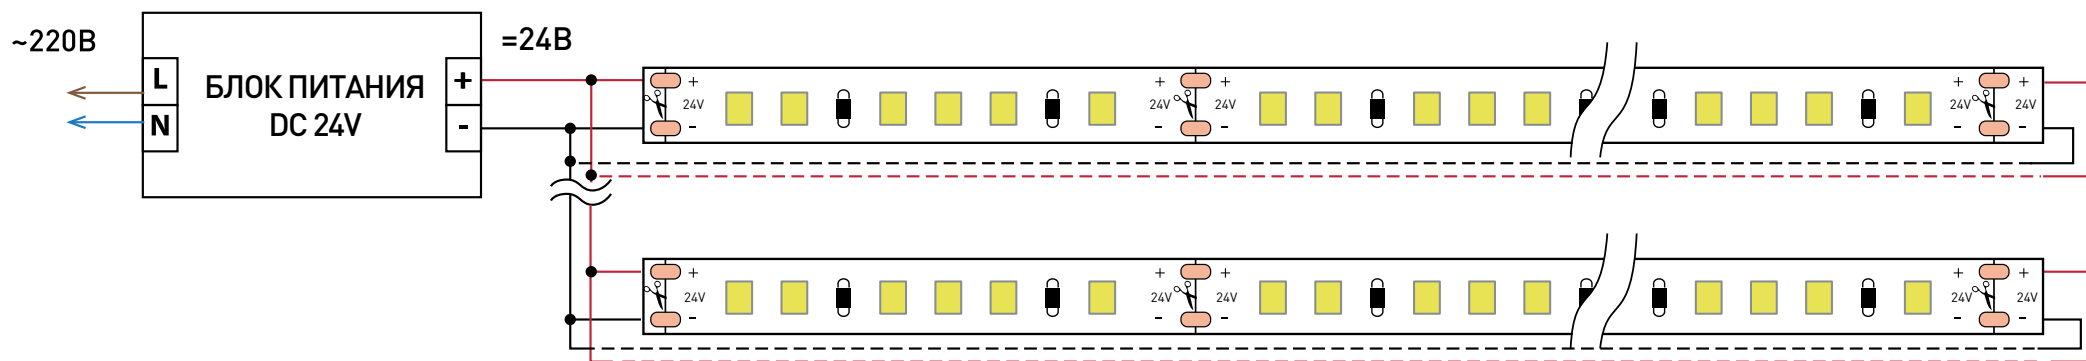 ~220В
=24В
L
БЛОК ПИТАНИЯ
+
N
DC 24V
-
+ + + + +
24V 24V 24V 24V 24V
- - - - -
+ + + + +
24V 24V 24V 24V 24V
- - - - -